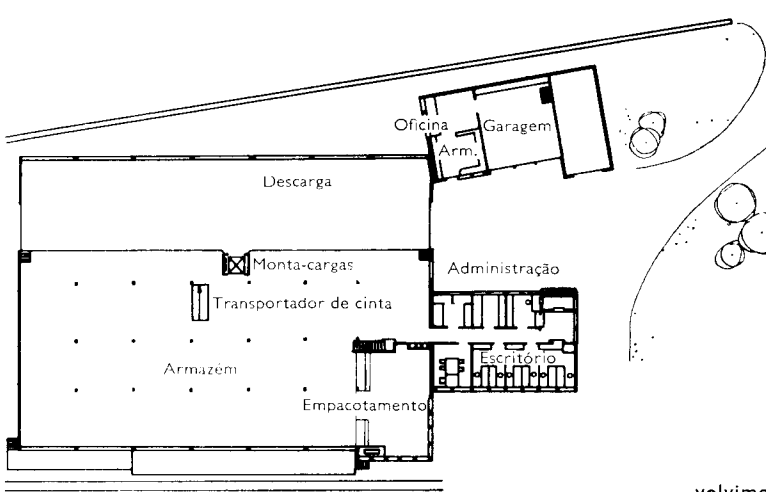 Oficina
Garagem
Arm.
Descarga
Monta-cargas
Administração
Transportador de cinta
Escritório
Armazém
Empacotamento